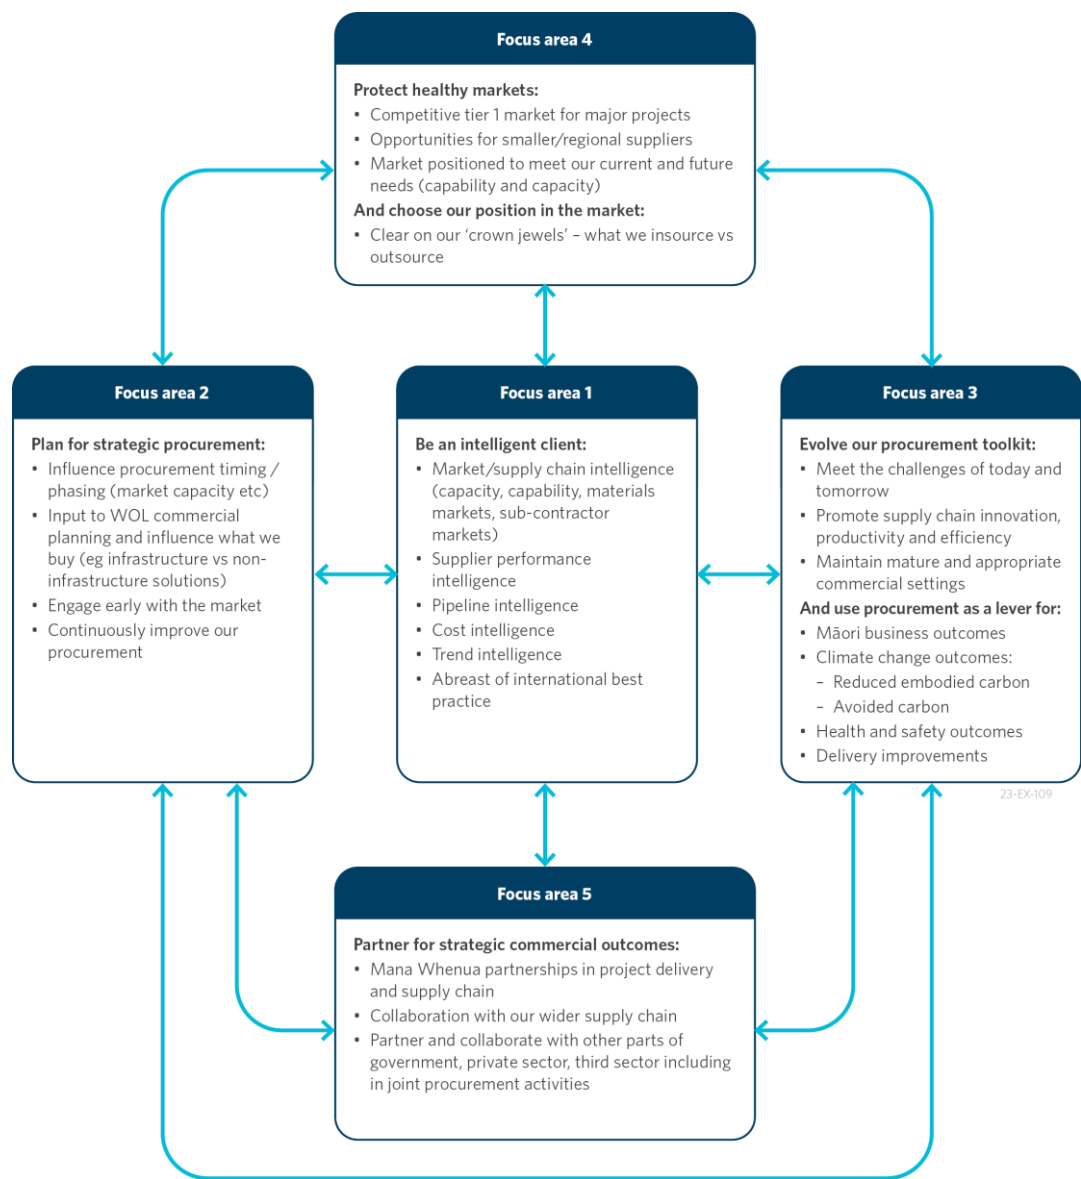 Focus area 4
Protect healthy markets:
• Competitive tier 1 market for major projects
• Opportunities for smaller/regional suppliers
• Market positioned to meet our current and future
needs (capability and capacity)
And choose our position in the market:
• Clear on our ‘crown jewels’ – what we insource vs
outsource
Focus area 2
Plan for strategic procurement:
• Influence procurement timing /
phasing (market capacity etc)
• Input to WOL commercial
planning and influence what we
buy (eg infrastructure vs non-
infrastructure solutions)
• Engage early with the market
• Continuously improve our
procurement
Focus area 1
Be an intelligent client:
• Market/supply chain intelligence
(capacity, capability, materials
markets, sub-contractor
markets)
• Supplier performance
intelligence
• Pipeline intelligence
• Cost intelligence
• Trend intelligence
• Abreast of international best
practice
Focus area 3
Evolve our procurement toolkit:
• Meet the challenges of today and
tomorrow
• Promote supply chain innovation,
productivity and efficiency
• Maintain mature and appropriate
commercial settings
And use procurement as a lever for:
• Māori business outcomes
• Climate change outcomes:
– Reduced embodied carbon
– Avoided carbon
• Health and safety outcomes
• Delivery improvements
23-EX-109
Focus area 5
Partner for strategic commercial outcomes:
• Mana Whenua partnerships in project delivery
and supply chain
• Collaboration with our wider supply chain
• Partner and collaborate with other parts of
government, private sector, third sector including
in joint procurement activities